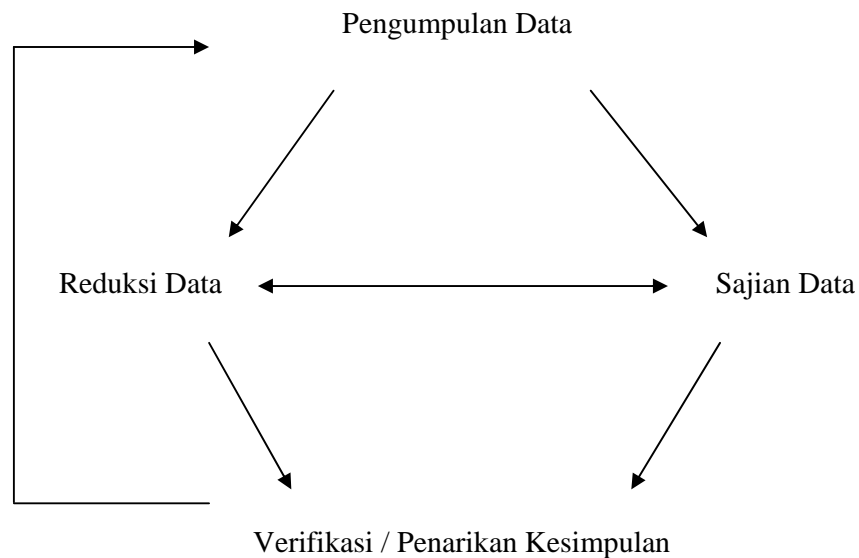 Pengumpulan Data
Reduksi Data
Sajian Data
Verifikasi / Penarikan Kesimpulan